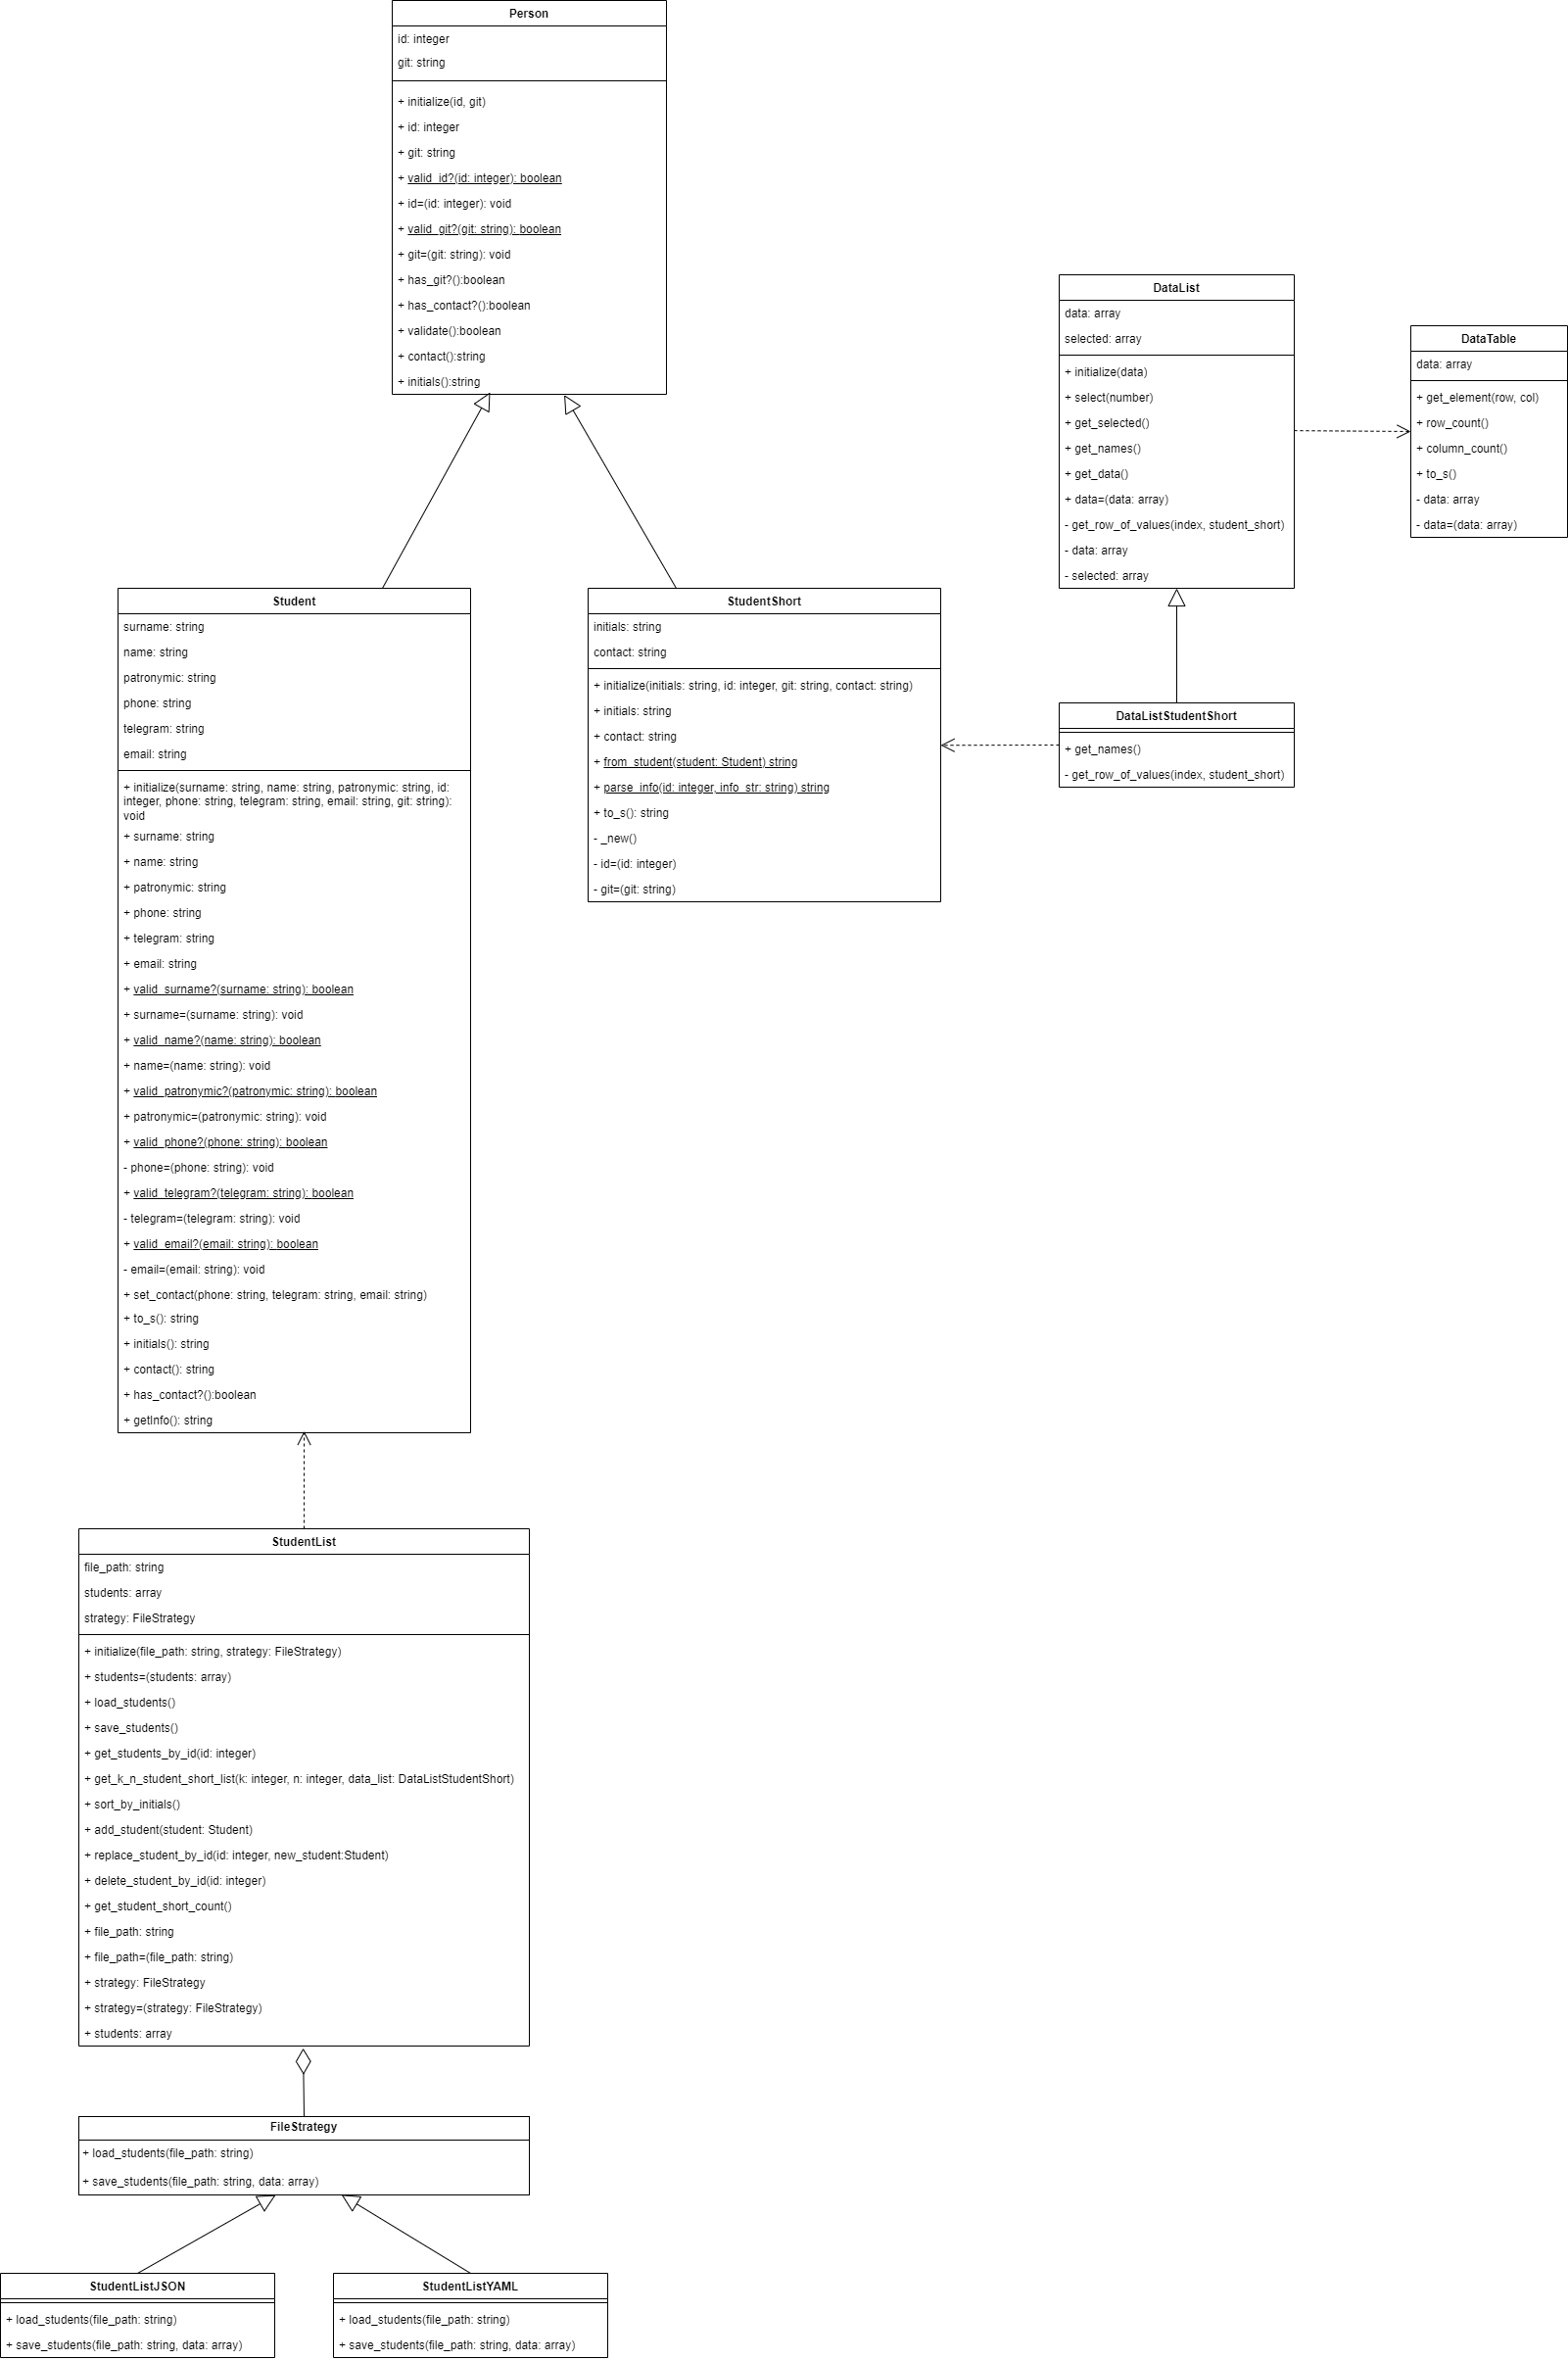 Person
id: integer
git: string
+ initialize(id, git)
+ id: integer
+ git: string
+ valid_id?(id: integer): boolean
+ id=(id: integer): void
+ valid_git?(git: string): boolean
+ git=(git: string): void
+ has_git?():boolean
+ has_contact?():boolean
+ validate():boolean
+ contact():string
+ initials():string
DataList
data: array
selected: array
+ initialize(data)
+ select(number)
+ get_selected()
+ get_names()
+ get_data()
+ data=(data: array)
- get_row_of_values(index, student_short)
- data: array
- selected: array
DataTable
data: array
+ get_element(row, col)
+ row_count()
+ column_count()
+ to_s()
- data: array
- data=(data: array)
Student
surname: string
name: string
patronymic: string
phone: string
telegram: string
email: string
+ initialize(surname: string, name: string, patronymic: string, id:
integer, phone: string, telegram: string, email: string, git: string):
void
+ surname: string
+ name: string
+ patronymic: string
+ phone: string
+ telegram: string
+ email: string
+ valid_surname?(surname: string): boolean
+ surname=(surname: string): void
+ valid_name?(name: string): boolean
+ name=(name: string): void
+ valid_patronymic?(patronymic: string): boolean
+ patronymic=(patronymic: string): void
+ valid_phone?(phone: string): boolean
- phone=(phone: string): void
+ valid_telegram?(telegram: string): boolean
- telegram=(telegram: string): void
+ valid_email?(email: string): boolean
- email=(email: string): void
+ set_contact(phone: string, telegram: string, email: string)
+ to_s(): string
+ initials(): string
+ contact(): string
+ has_contact?():boolean
+ getInfo(): string
StudentShort
initials: string
contact: string
+ initialize(initials: string, id: integer, git: string, contact: string)
+ initials: string
+ contact: string
+ from_student(student: Student) string
+ parse_info(id: integer, info_str: string) string
+ to_s(): string
- _new()
- id=(id: integer)
- git=(git: string)
DataListStudentShort
+ get_names()
- get_row_of_values(index, student_short)
StudentList
file_path: string
students: array
strategy: FileStrategy
+ initialize(file_path: string, strategy: FileStrategy)
+ students=(students: array)
+ load_students()
+ save_students()
+ get_students_by_id(id: integer)
+ get_k_n_student_short_list(k: integer, n: integer, data_list: DataListStudentShort)
+ sort_by_initials()
+ add_student(student: Student)
+ replace_student_by_id(id: integer, new_student:Student)
+ delete_student_by_id(id: integer)
+ get_student_short_count()
+ file_path: string
+ file_path=(file_path: string)
+ strategy: FileStrategy
+ strategy=(strategy: FileStrategy)
+ students: array
FileStrategy
+ load_students(file_path: string)
+ save_students(file_path: string, data: array)
StudentListJSON
+ load_students(file_path: string)
+ save_students(file_path: string, data: array)
StudentListYAML
+ load_students(file_path: string)
+ save_students(file_path: string, data: array)